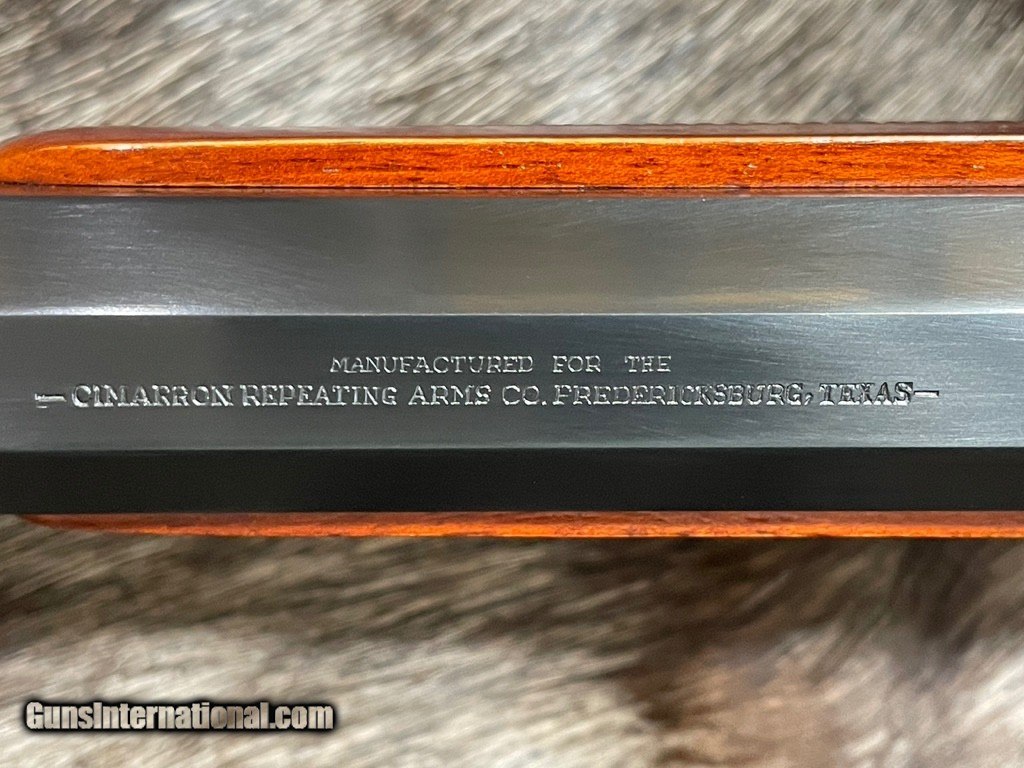 MANUFACTURED FOR THE
CIMARRON REPEATING ARMS CO. FREDERICKSBURG, TEXAS
GunsInternational.com